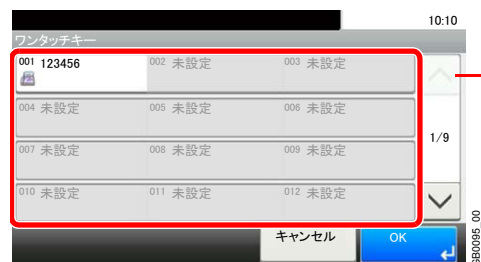 10:10
ワンタッチキー
001 123456 002 未設定 003 未設定
004 未設定 005 未設定 006 未設定
1/9
007 未設定 008 未設定 009 未設定
010 未設定 011 未設定 012 未設定
キャンセル OK